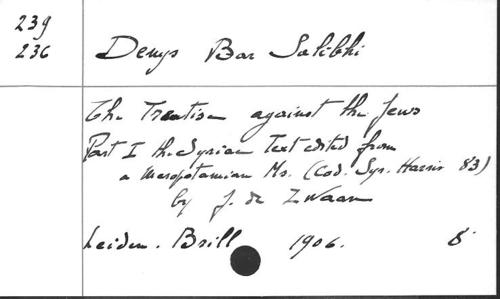 239
236
Denys Bar Salibhi
The Treatise against the Jews
Part I the Syriac Text edited from
a Mesopotamian Ms. (Cod. Syr. Harris 83)
by J. de Zwaan
Leiden. Brill 1906. 8